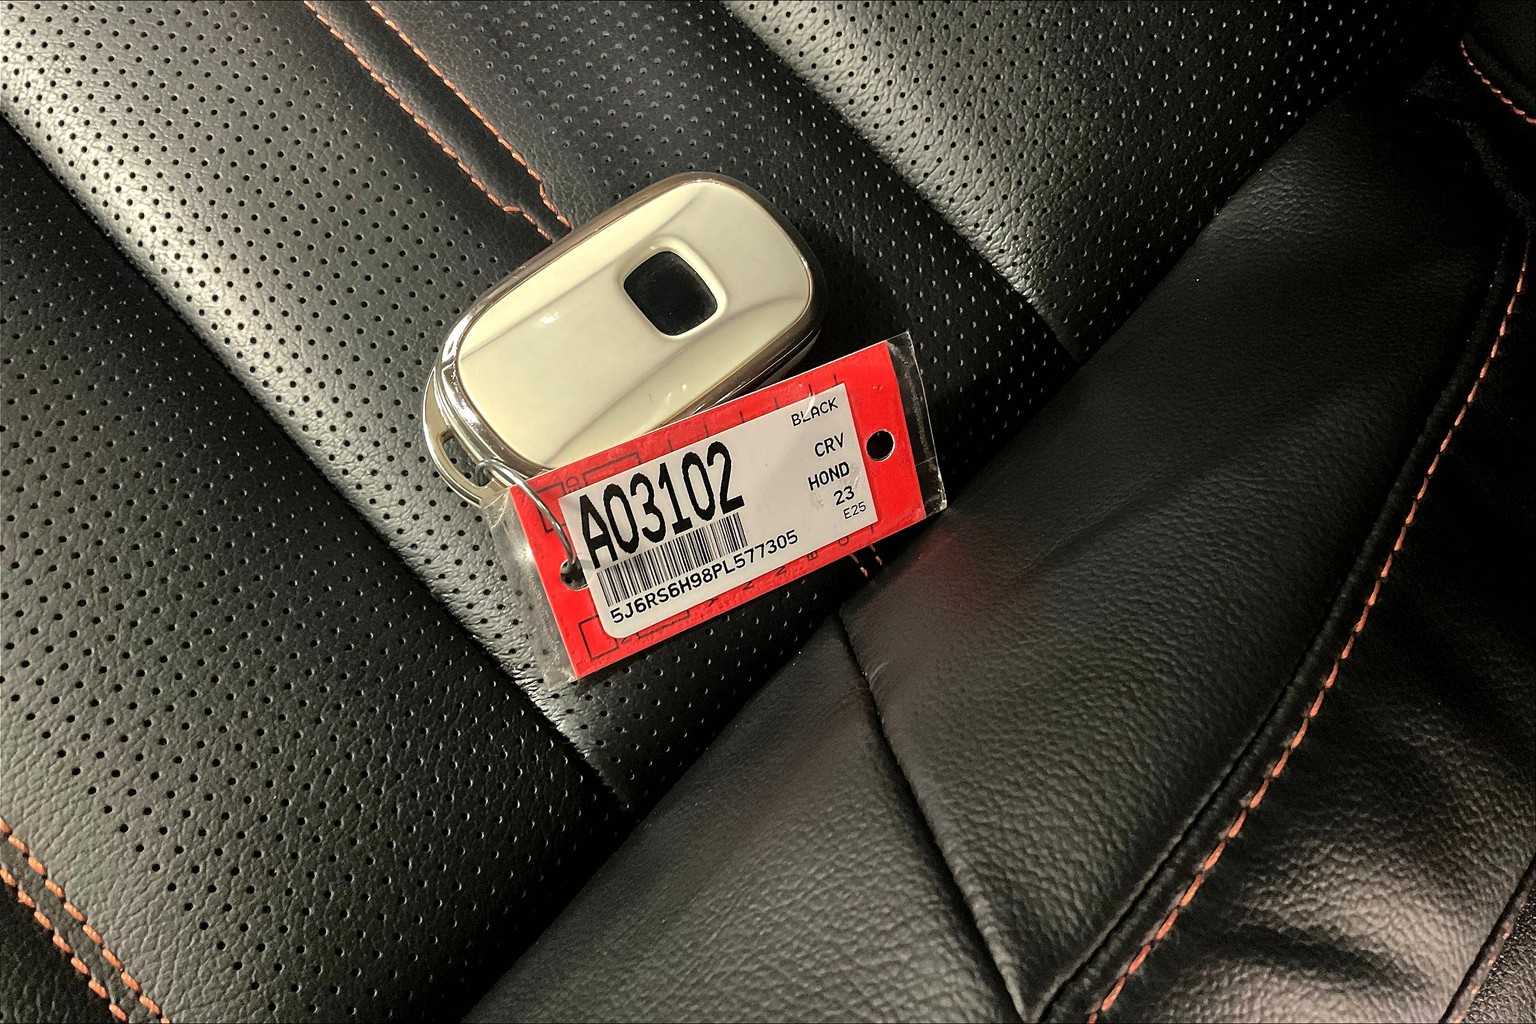 BLACK
CRV
HOND
23
E25
A03102
5J6RS6H98PL577305